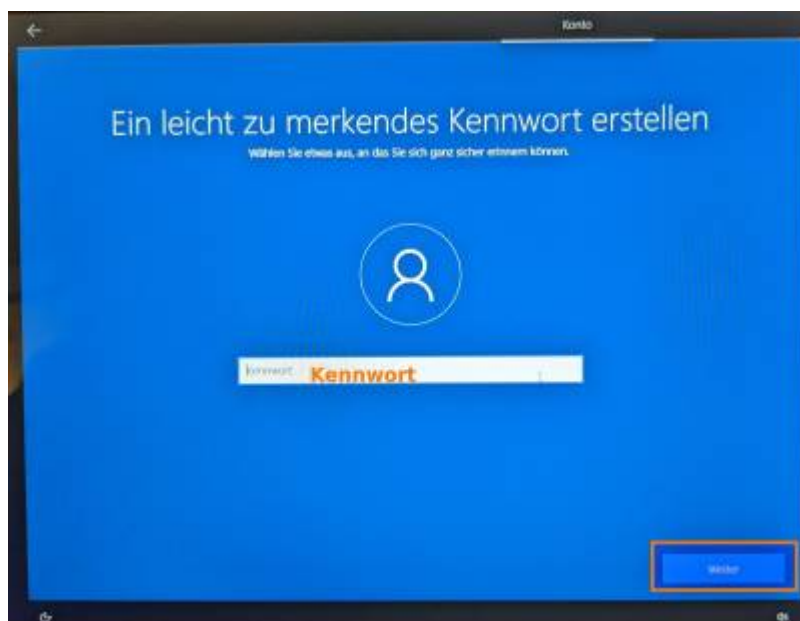 Konto
Ein leicht zu merkendes Kennwort erstellen
Wählen Sie etwas aus, an das Sie sich ganz sicher erinnern können.
Kennwort Kennwort
Weiter